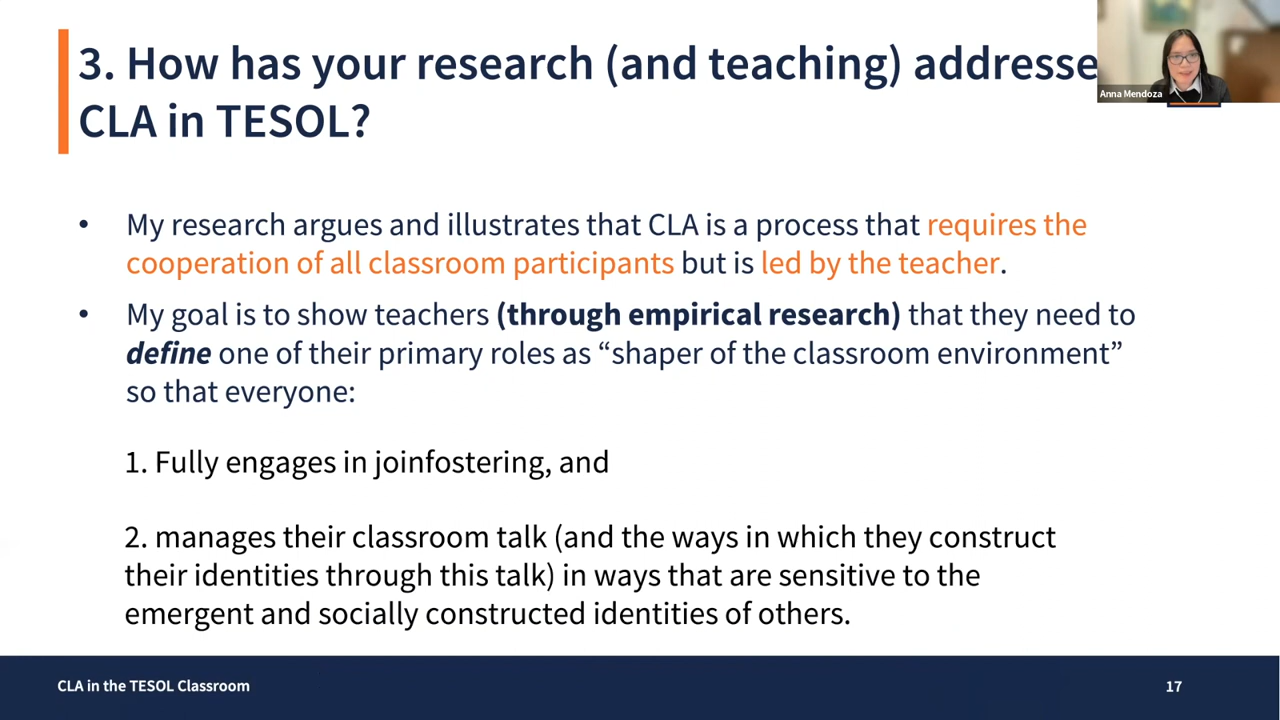 3. How has your research (and teaching) addresse
CLA in TESOL?
Anna Mendoza
• My research argues and illustrates that CLA is a process that requires the
cooperation of all classroom participants but is led by the teacher.
• My goal is to show teachers (through empirical research) that they need to
define one of their primary roles as “shaper of the classroom environment”
so that everyone:
1. Fully engages in joinfostering, and
2. manages their classroom talk (and the ways in which they construct
their identities through this talk) in ways that are sensitive to the
emergent and socially constructed identities of others.
CLA in the TESOL Classroom
17